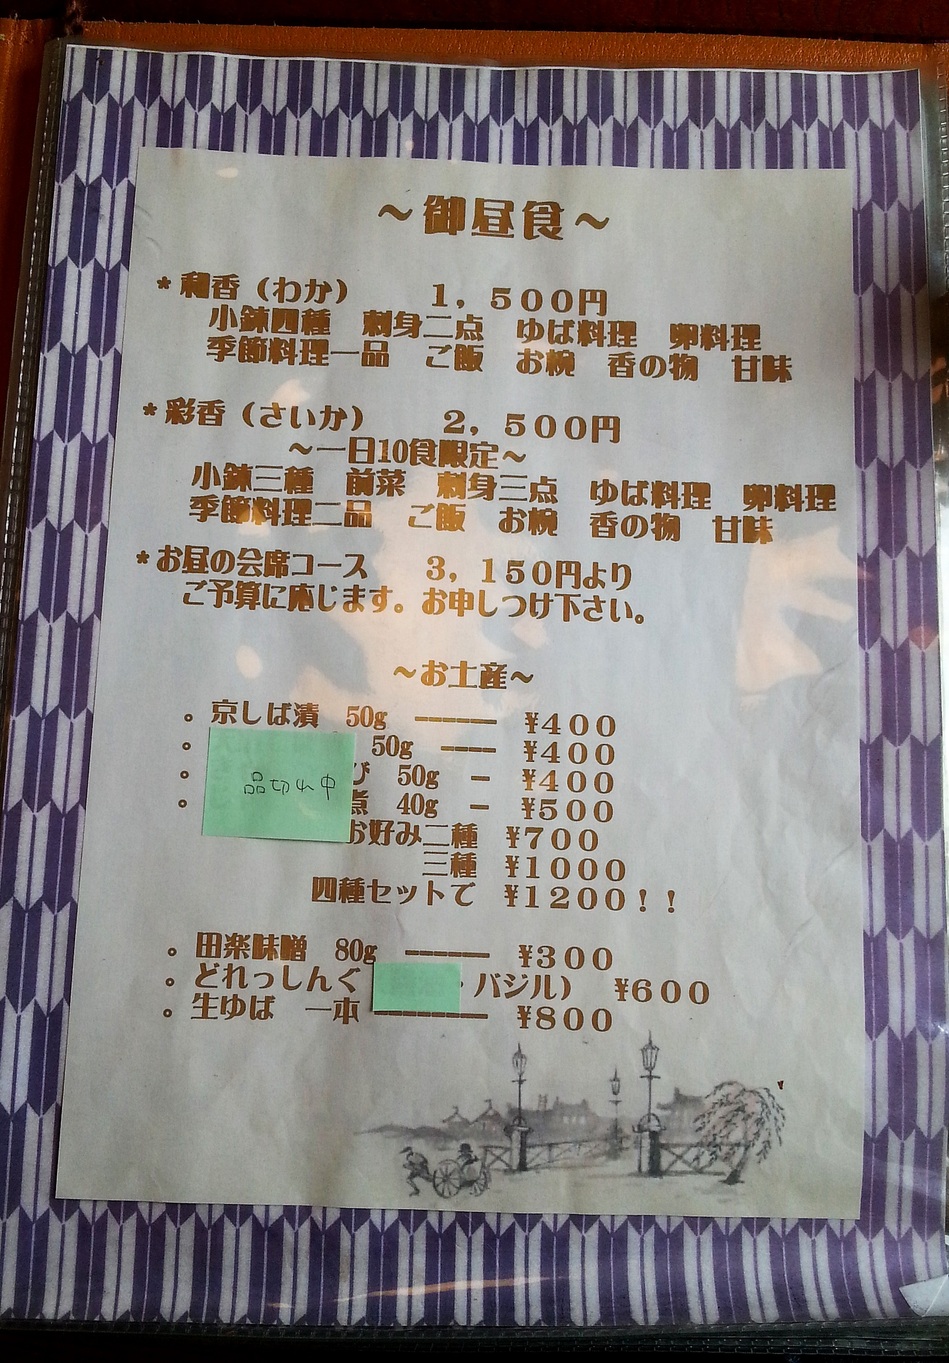 ～御昼食～
* 和香（わか） 1，500円
小鉢四種 刺身二点 ゆば料理 卵料理
季節料理一品 ご飯 お椀 香の物 甘味
* 彩香（さいか） 2，500円
～一日10食限定～
小鉢三種 前菜 刺身三点 ゆば料理 卵料理
季節料理二品 ご飯 お椀 香の物 甘味
* お昼の会席コース 3，150円より
ご予算に応じます。お申しつけ下さい。
～お土産～
。京しば漬 50g ------ ¥400
。 50g ---- ¥400
。 び 50g - ¥400
。 煮 40g - ¥500
品切れ中
お好み二種 ¥700
三種 ¥1000
四種セットで ¥1200！！
。田楽味噌 80g ------ ¥300
。どれっしんぐ ・バジル） ¥600
。生ゆば 一本 -------- ¥800